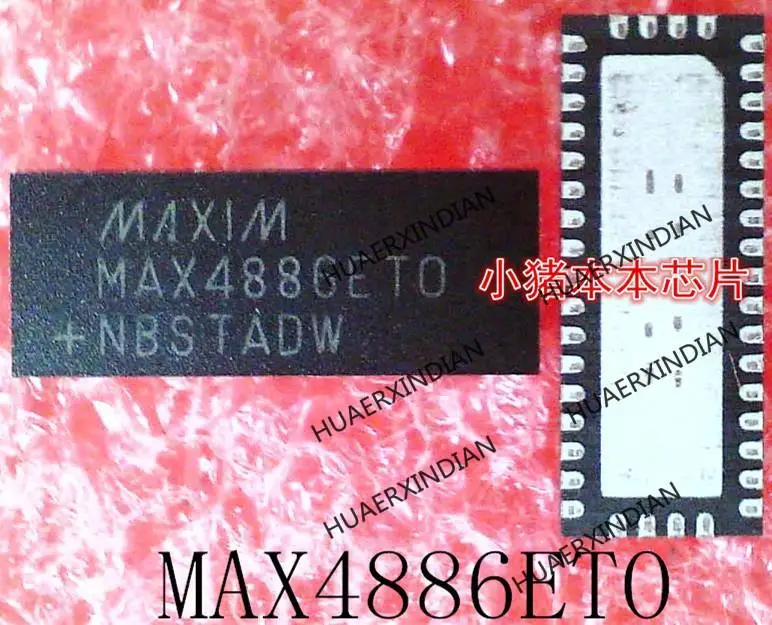 MAXIM
MAX4886ETO
+NBSTADW
小猪本本芯片
HUAERXINDIAN
HUAERXINDIAN
HUAERXINDIAN
HUAERXINDIAN
HUAERXINDIAN
HUAERXINDIAN
MAX4886ETO